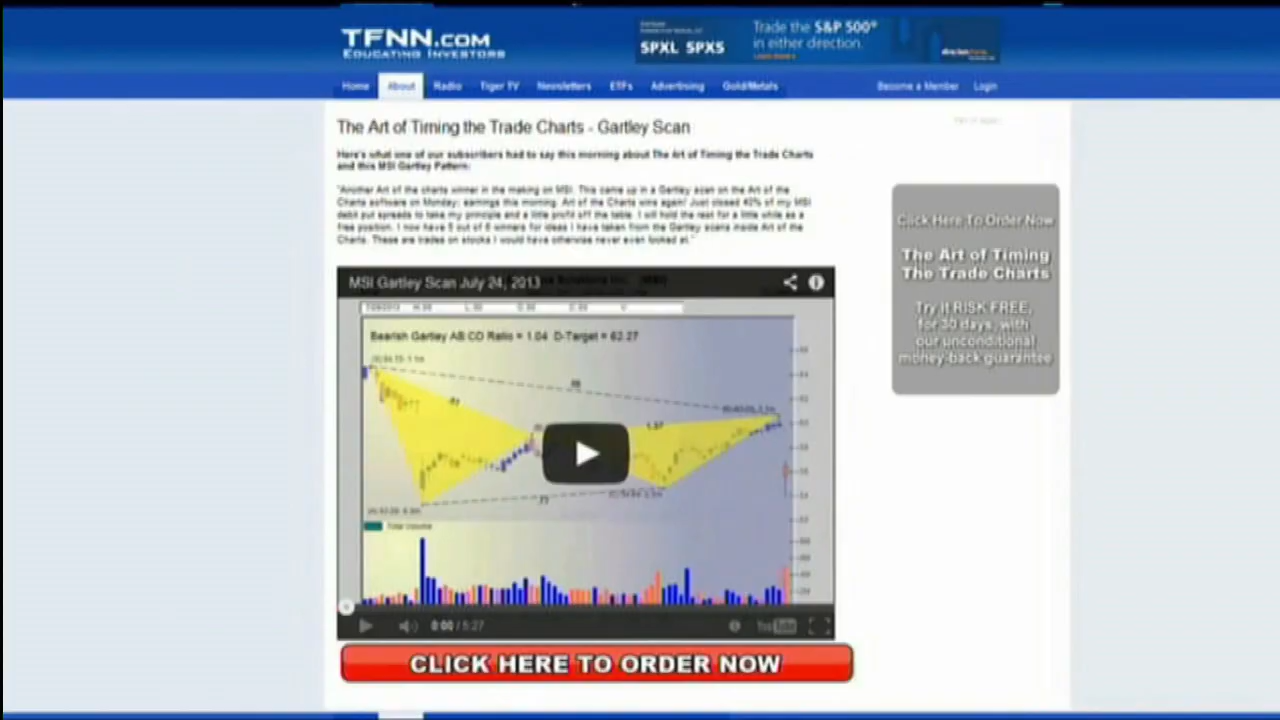 TFNN.COM
EDUCATING INVESTORS
SPXL SPXS
Trade the S&P 500®
in either direction.
Home About Radio Tiger TV Newsletters ETFs Advertising Gold/Metals Become a Member Login
The Art of Timing the Trade Charts - Gartley Scan
Here's what one of our subscribers had to say this morning about The Art of Timing the Trade Charts
and this MSI Gartley Pattern:
"Another Art of the charts winner in the making on MSI. This came up in a Gartley scan on the Art of the
Charts software on Monday; earnings this morning. Art of the Charts wins again! Just closed 40% of my MSI
debit put spreads to take my principle and a little profit off the table. I will hold the rest for a little while as a
free position. I now have 5 out of 6 winners for ideas I have taken from the Gartley scans inside Art of the
Charts. These are trades on stocks I would have otherwise never even looked at."
Click Here To Order Now
The Art of Timing
The Trade Charts
Try it RISK FREE,
for 30 days, with
our unconditional
money-back guarantee
MSI Gartley Scan July 24, 2013
Bearish Gartley AB CD Ratio = 1.04 D-Target = 62.27
1.37
.77
Total Volume
0:00 / 5:27
YouTube
CLICK HERE TO ORDER NOW